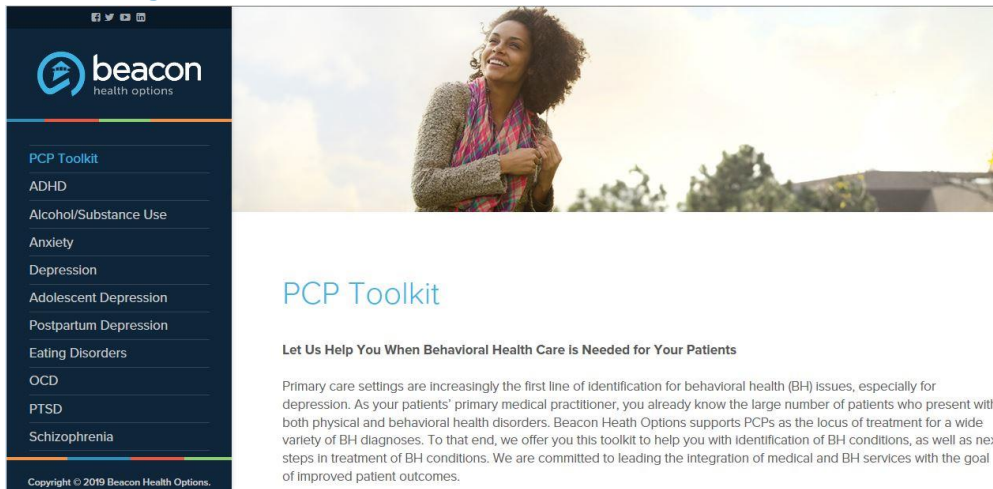 beacon
health options
PCP Toolkit
ADHD
Alcohol/Substance Use
Anxiety
Depression
Adolescent Depression
Postpartum Depression
Eating Disorders
OCD
PTSD
Schizophrenia
Copyright © 2019 Beacon Health Options.
PCP Toolkit
Let Us Help You When Behavioral Health Care is Needed for Your Patients
Primary care settings are increasingly the first line of identification for behavioral health (BH) issues, especially for
depression. As your patients' primary medical practitioner, you already know the large number of patients who present with
both physical and behavioral health disorders. Beacon Heath Options supports PCPs as the locus of treatment for a wide
variety of BH diagnoses. To that end, we offer you this toolkit to help you with identification of BH conditions, as well as nex
steps in treatment of BH conditions. We are committed to leading the integration of medical and BH services with the goal
of improved patient outcomes.